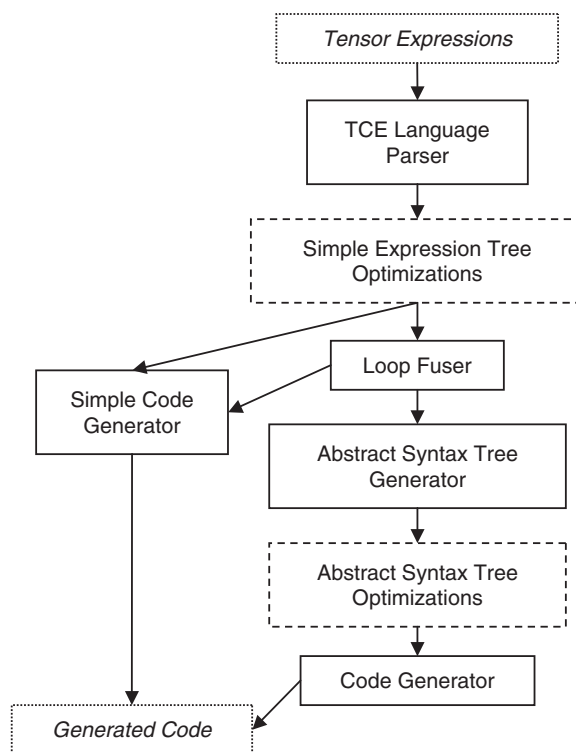 Tensor Expressions
TCE Language
Parser
Simple Expression Tree
Optimizations
Loop Fuser
Simple Code
Generator
Abstract Syntax Tree
Generator
Abstract Syntax Tree
Optimizations
Code Generator
Generated Code